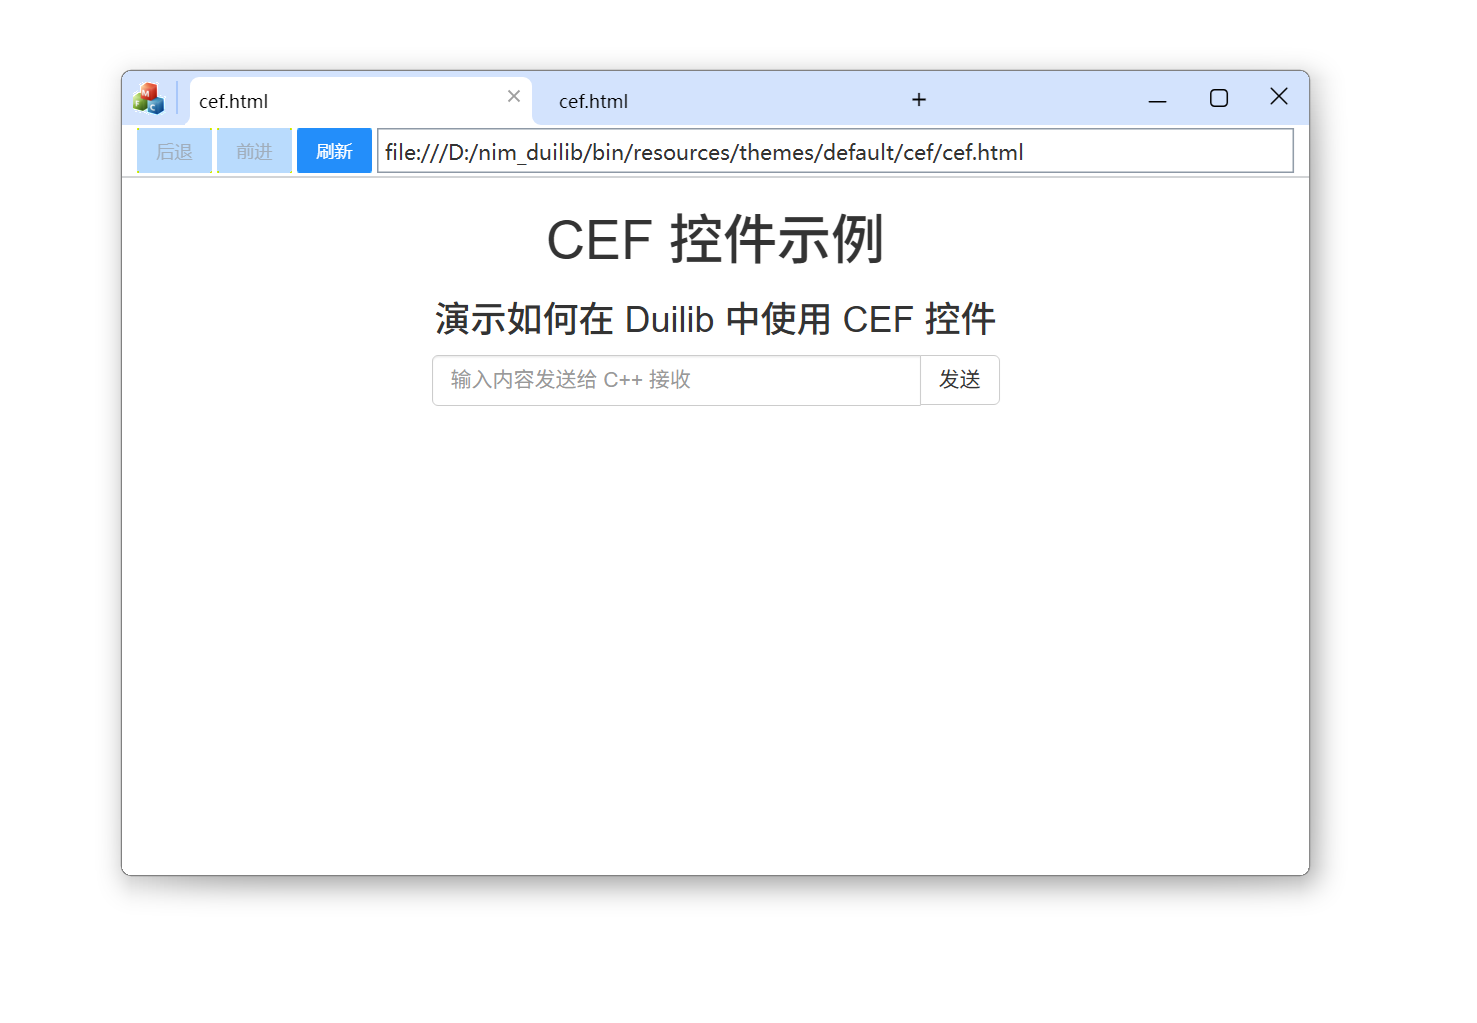 cef.html
cef.html
后退 前进 刷新 file:///D:/nim_duilib/bin/resources/themes/default/cef/cef.html
CEF 控件示例
演示如何在 Duilib 中使用 CEF 控件
输入内容发送给 C++ 接收 发送